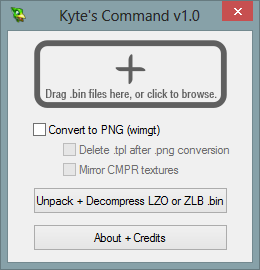 Kyte's Command v1.0
Drag .bin files here, or click to browse.
Convert to PNG (wimgt)
Delete .tpl after .png conversion
Mirror CMPR textures
Unpack + Decompress LZO or ZLB .bin
About + Credits